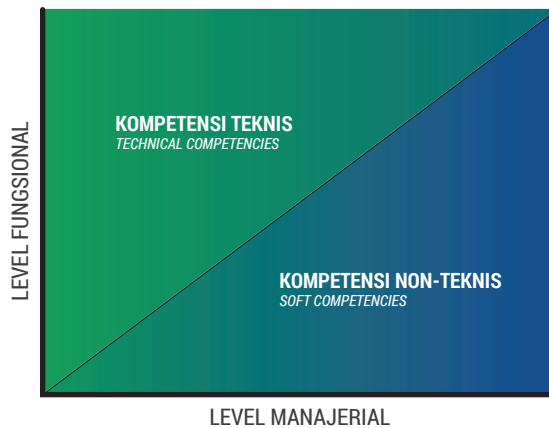 LEVEL FUNGSIONAL
KOMPETENSI TEKNIS
TECHNICAL COMPETENCIES
KOMPETENSI NON-TEKNIS
SOFT COMPETENCIES
LEVEL MANAJERIAL